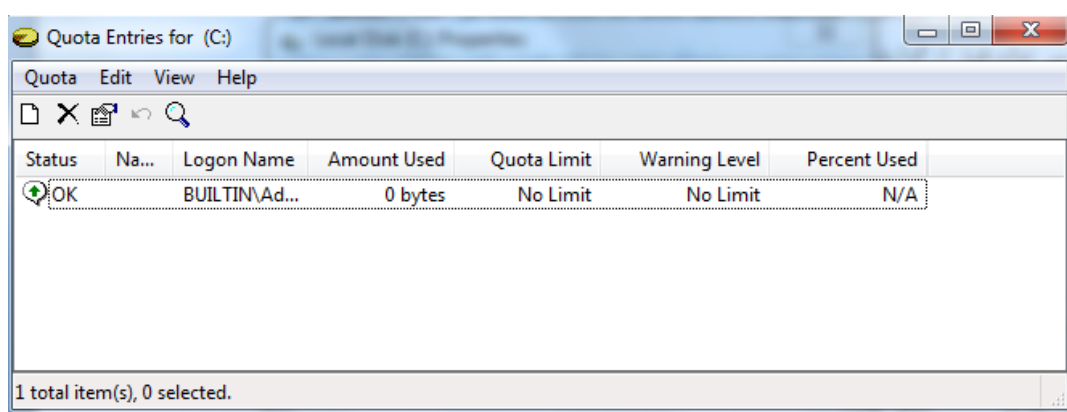 Quota Entries for (C:)
Quota Edit View Help
Status Na... Logon Name Amount Used Quota Limit Warning Level Percent Used
OK BUILTIN\Ad... 0 bytes No Limit No Limit N/A
1 total item(s), 0 selected.